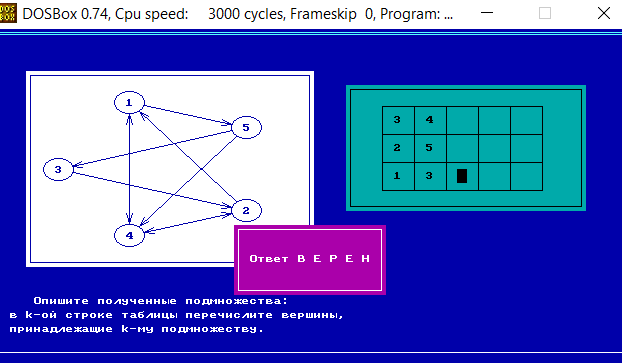 DOSBox 0.74, Cpu speed: 3000 cycles, Frameskip 0, Program: ...
1
5
3
2
4
3 4
2 5
1 3
Ответ В Е Р Е Н
Опишите полученные подмножества:
в k-ой строке таблицы перечислите вершины,
принадлежащие k-му подмножеству.